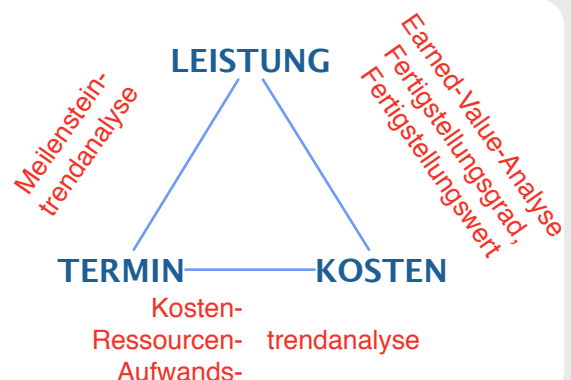 LEISTUNG
Meilenstein-
trendanalyse
Earned-Value-Analyse
Fertigstellungsgrad,
Fertigstellungswert
TERMIN
KOSTEN
Kosten-
Ressourcen- trendanalyse
Aufwands-